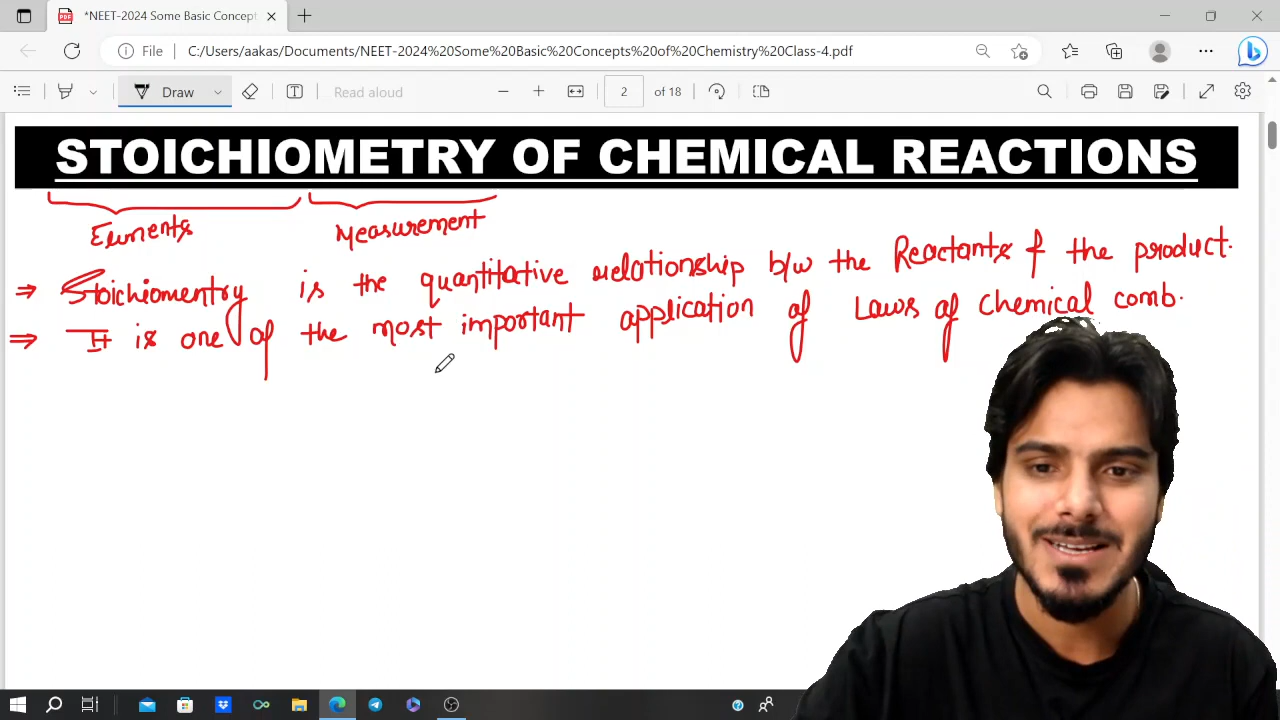 *NEET-2024 Some Basic Concept
File C:/Users/aakas/Documents/NEET-2024%20Some%20Basic%20Concepts%20of%20Chemistry%20Class-4.pdf
Draw Read aloud 2 of 18
STOICHIOMETRY OF CHEMICAL REACTIONS
Elements Measurement
⇒ Stoichiomentry is the quantitative relationship b/w the Reactants & the product.
⇒ It is one of the most important application of Laws of Chemical comb.